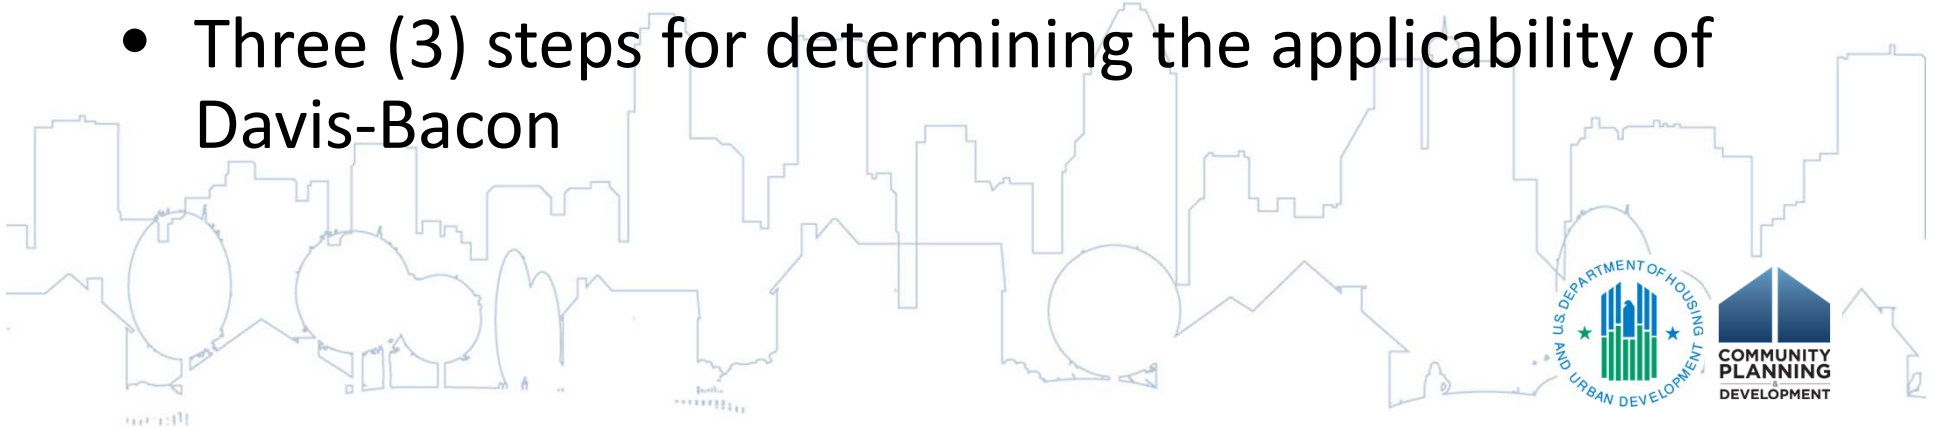 • Three (3) steps for determining the applicability of
Davis-Bacon
U.S. DEPARTMENT OF HOUSING
AND URBAN DEVELOPMENT
COMMUNITY
PLANNING
&
DEVELOPMENT